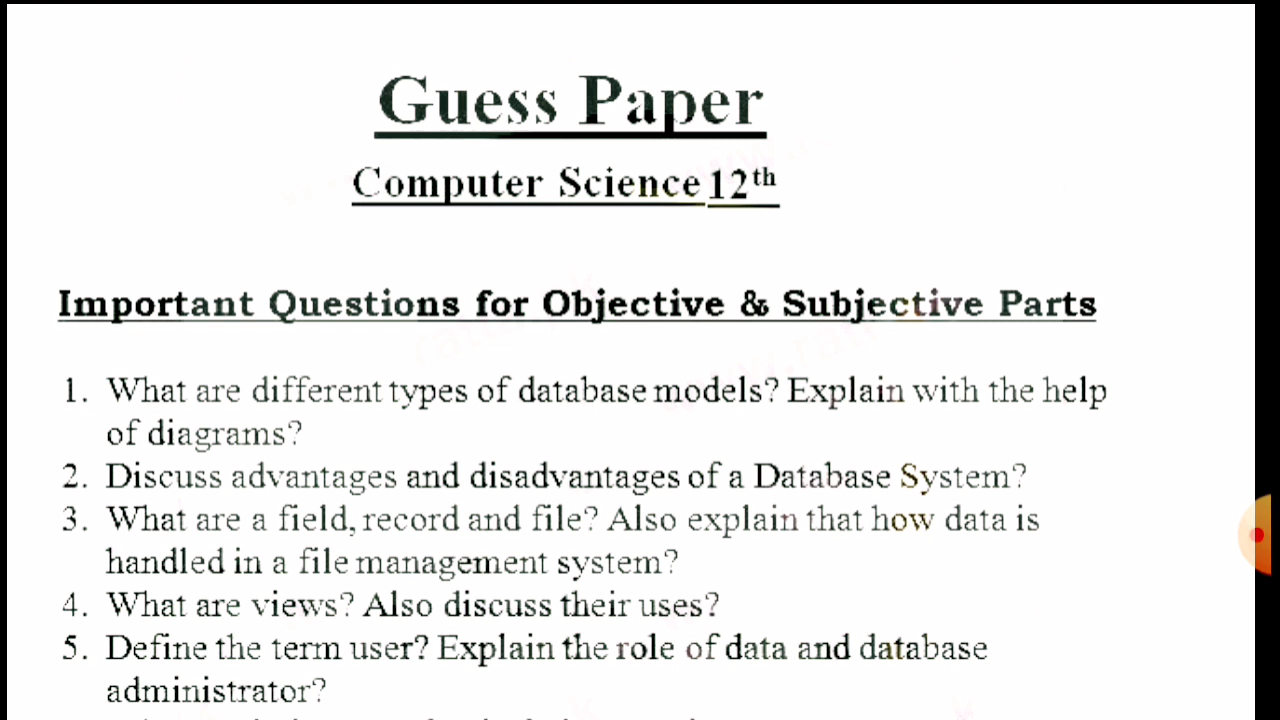 Guess Paper
Computer Science 12th
Important Questions for Objective & Subjective Parts
1. What are different types of database models? Explain with the help
of diagrams?
2. Discuss advantages and disadvantages of a Database System?
3. What are a field, record and file? Also explain that how data is
handled in a file management system?
4. What are views? Also discuss their uses?
5. Define the term user? Explain the role of data and database
administrator?